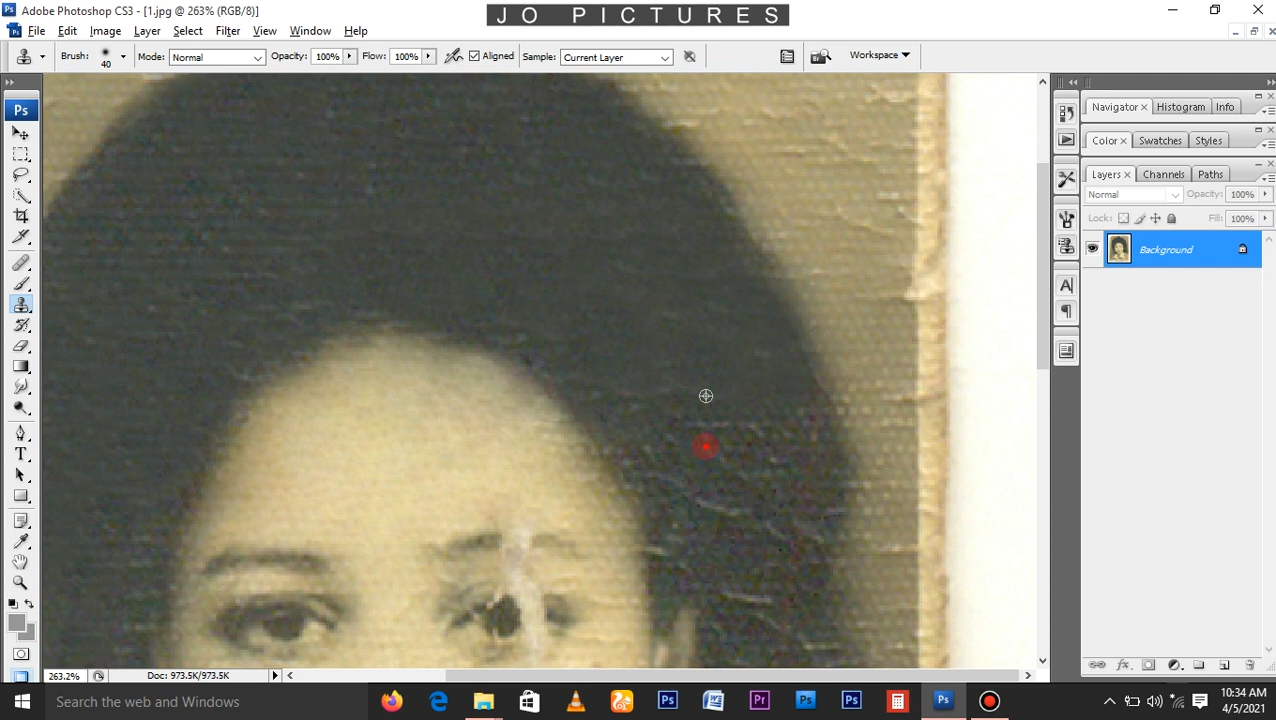 Adobe Photoshop CS3 - [1.jpg @ 263% (RGB/8)]
JO PICTURES
File Edit Image Layer Select Filter View Window Help
Brush: 40 Mode: Normal Opacity: 100% Flow: 100% Aligned Sample: Current Layer Workspace
Ps
Navigator × Histogram Info
Color × Swatches Styles
Layers × Channels Paths
Normal Opacity: 100%
Lock: Fill: 100%
Background
263.2% Doc: 973.5K/973.5K
Search the web and Windows
10:34 AM
4/5/2021